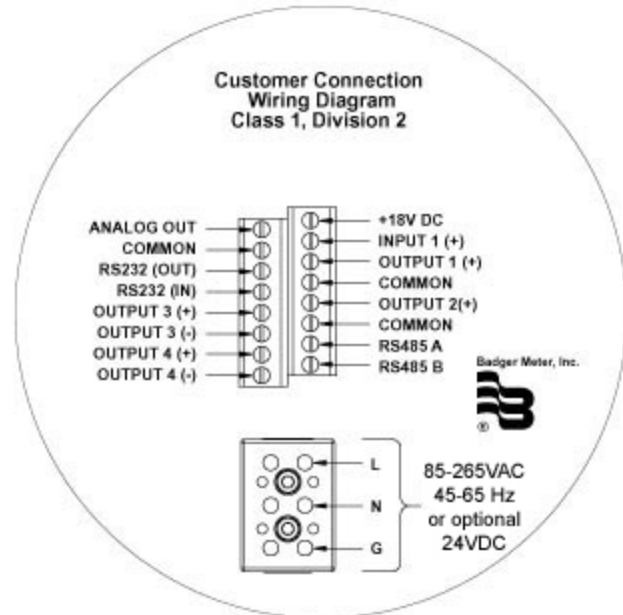 Customer Connection
Wiring Diagram
Class 1, Division 2
ANALOG OUT
COMMON
RS232 (OUT)
RS232 (IN)
OUTPUT 3 (+)
OUTPUT 3 (-)
OUTPUT 4 (+)
OUTPUT 4 (-)
+18V DC
INPUT 1 (+)
OUTPUT 1 (+)
COMMON
OUTPUT 2(+)
COMMON
RS485 A
RS485 B
Badger Meter, Inc.
®
L
N
G
85-265VAC
45-65 Hz
or optional
24VDC